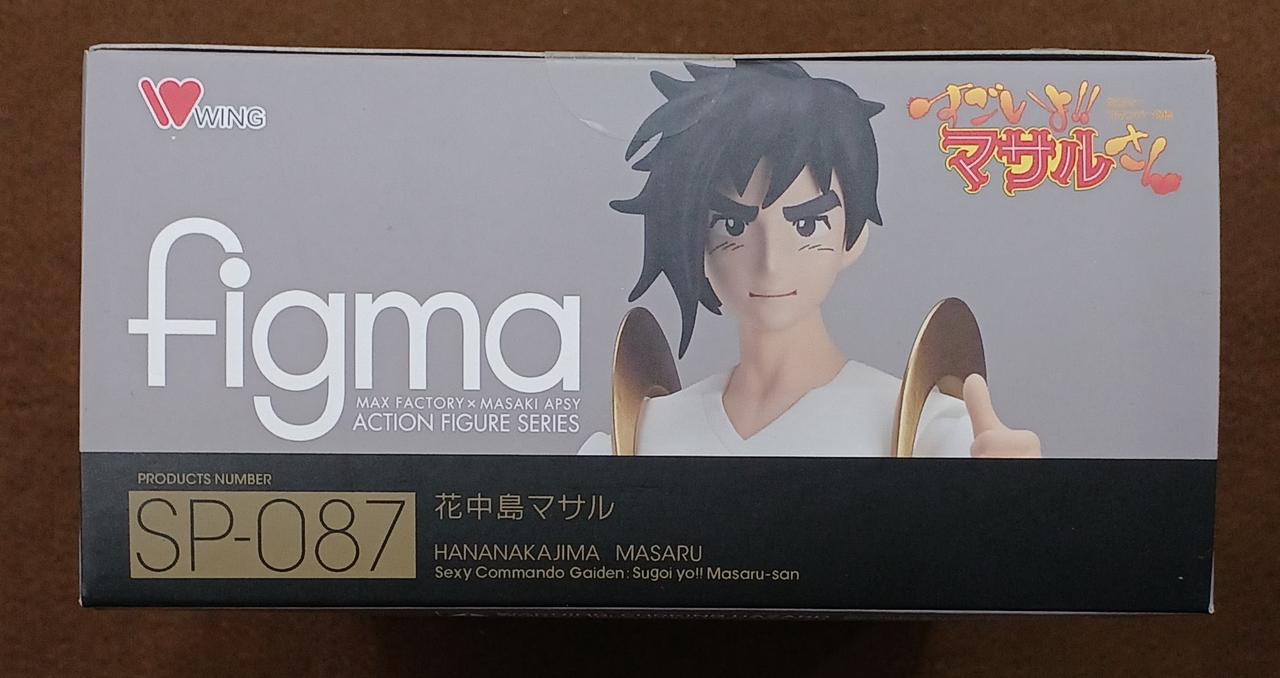 WING
すごいよ!!
マサルさん
figma
MAX FACTORY × MASAKI APSY
ACTION FIGURE SERIES
PRODUCTS NUMBER
SP-087
花中島マサル
HANANAKAJIMA MASARU
Sexy Commando Gaiden: Sugoi yo!! Masaru-san